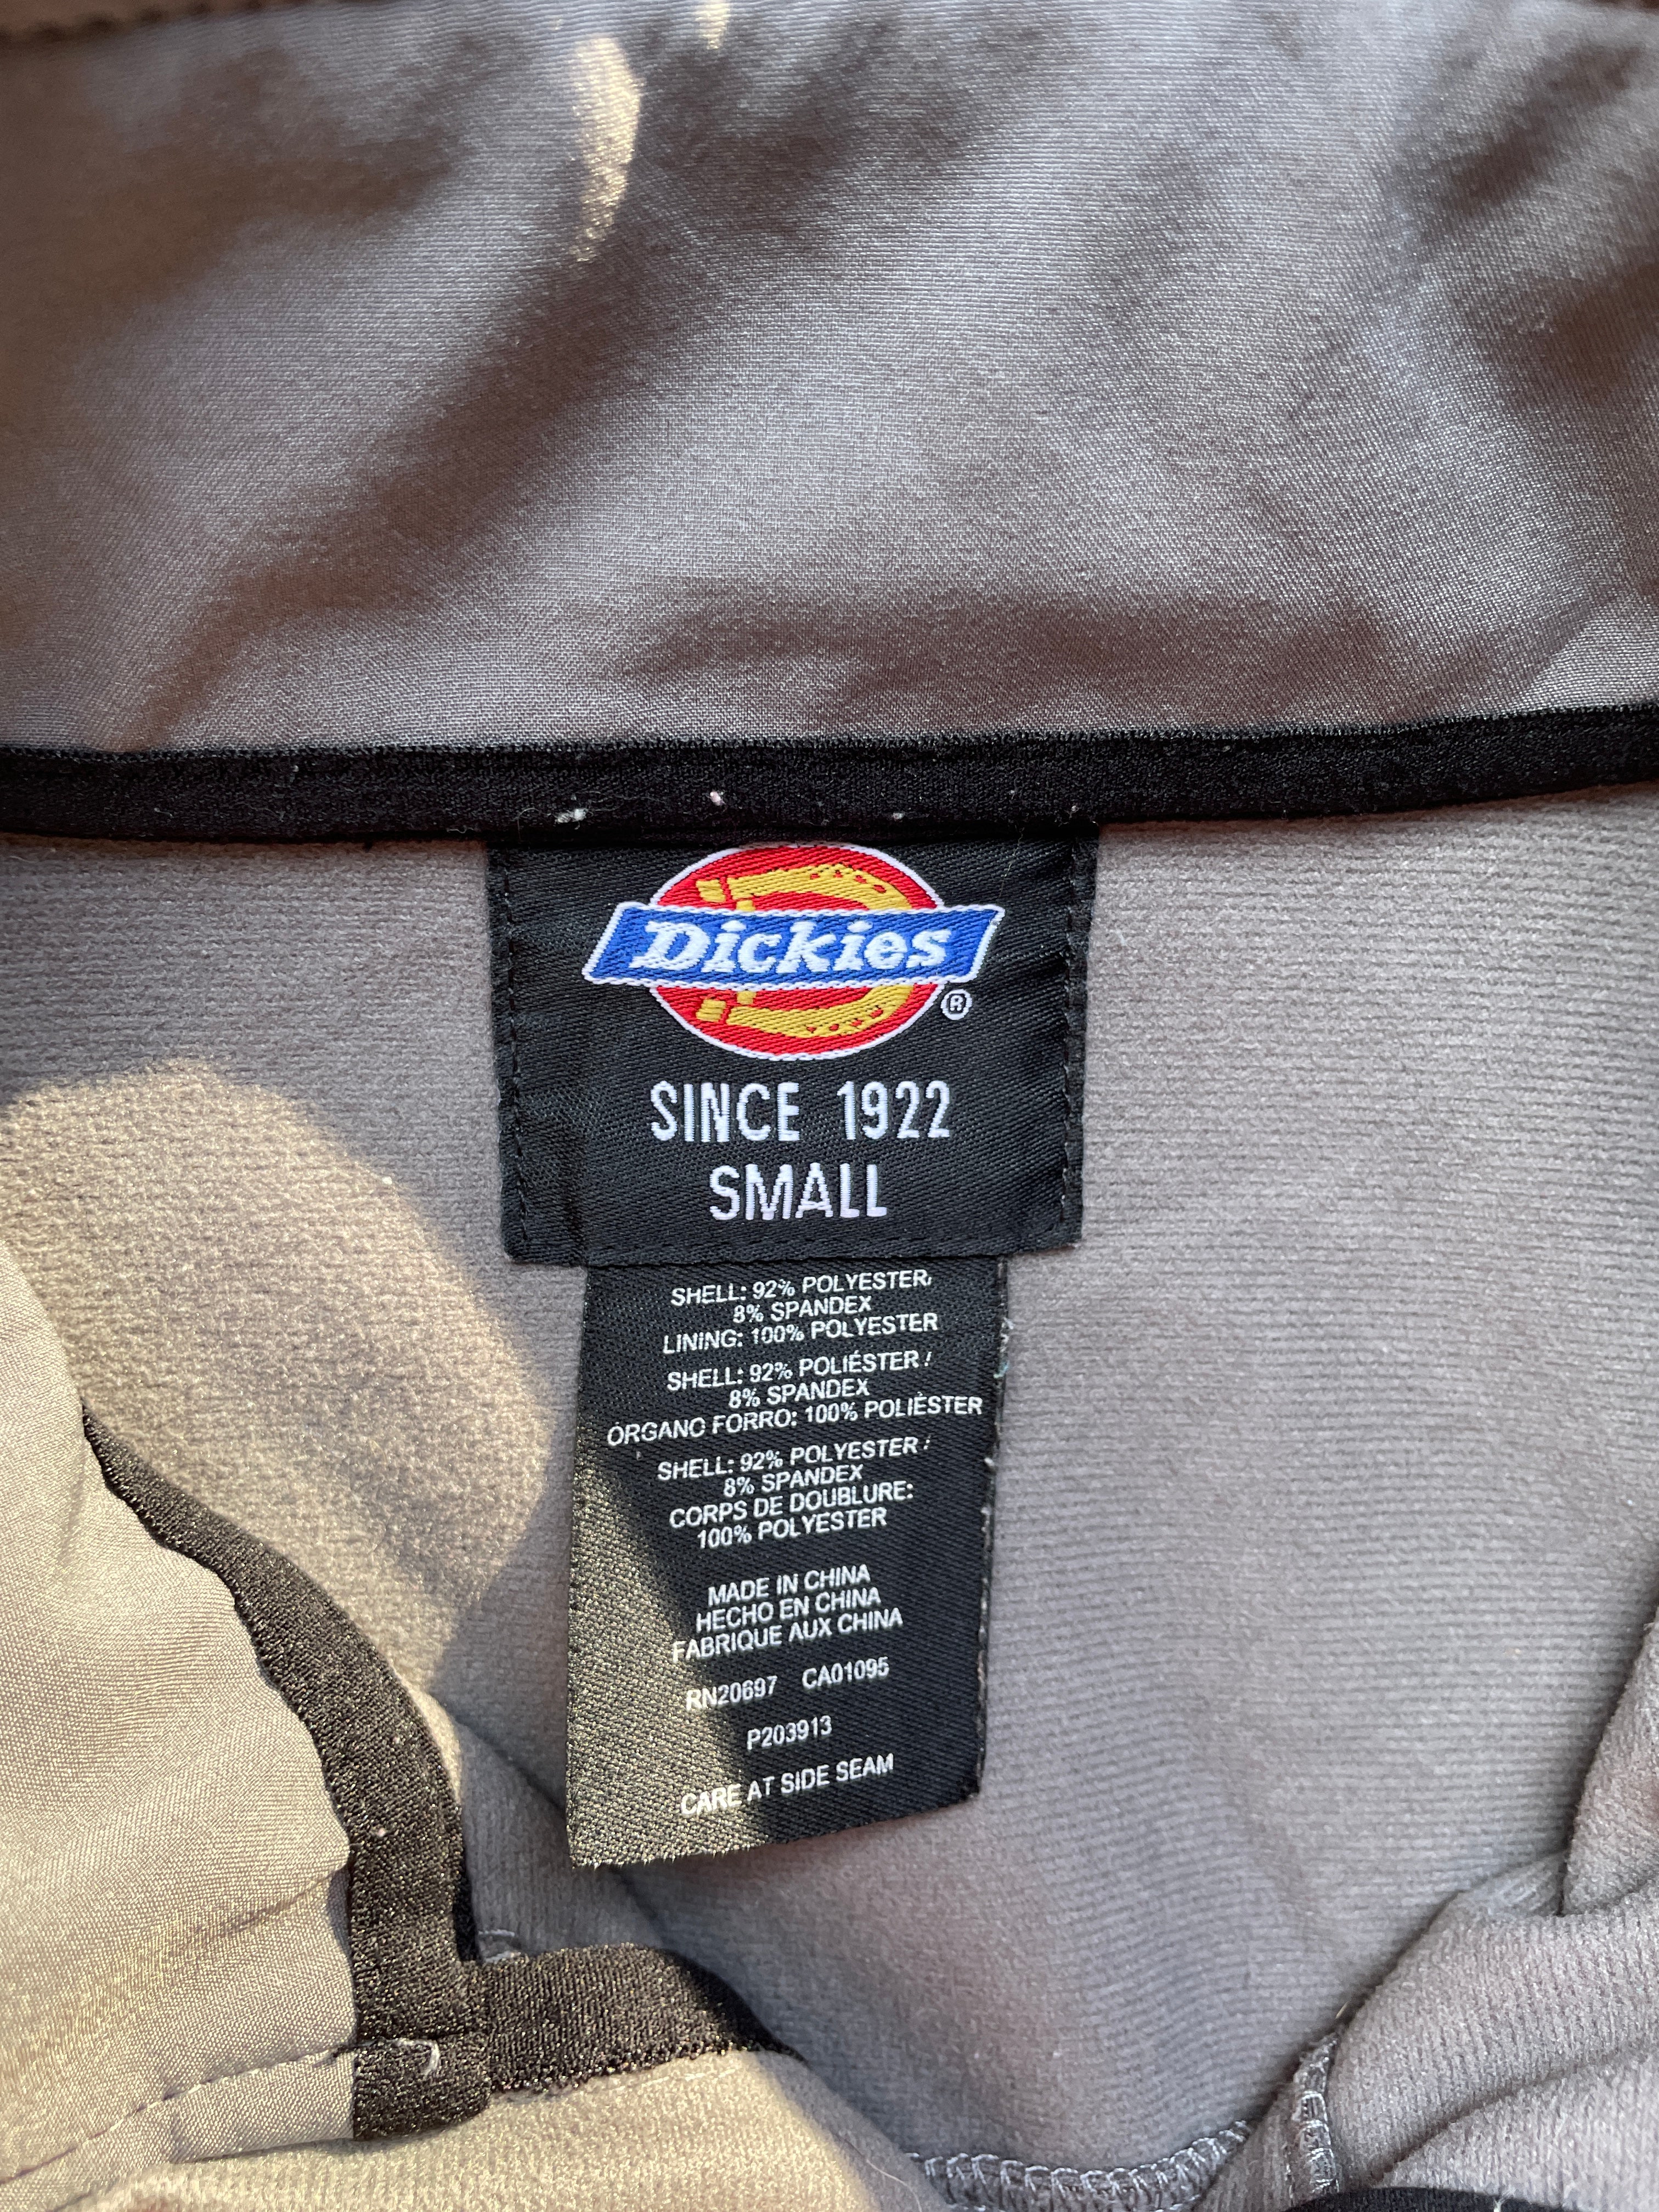 Dickies
®
SINCE 1922
SMALL
SHELL: 92% POLYESTER,
8% SPANDEX
LINING: 100% POLYESTER
SHELL: 92% POLIÉSTER /
8% SPANDEX
ÓRGANO FORRO: 100% POLIÈSTER
SHELL: 92% POLYESTER /
8% SPANDEX
CORPS DE DOUBLURE:
100% POLYESTER
MADE IN CHINA
HECHO EN CHINA
FABRIQUE AUX CHINA
RN20697 CA01095
P203913
CARE AT SIDE SEAM